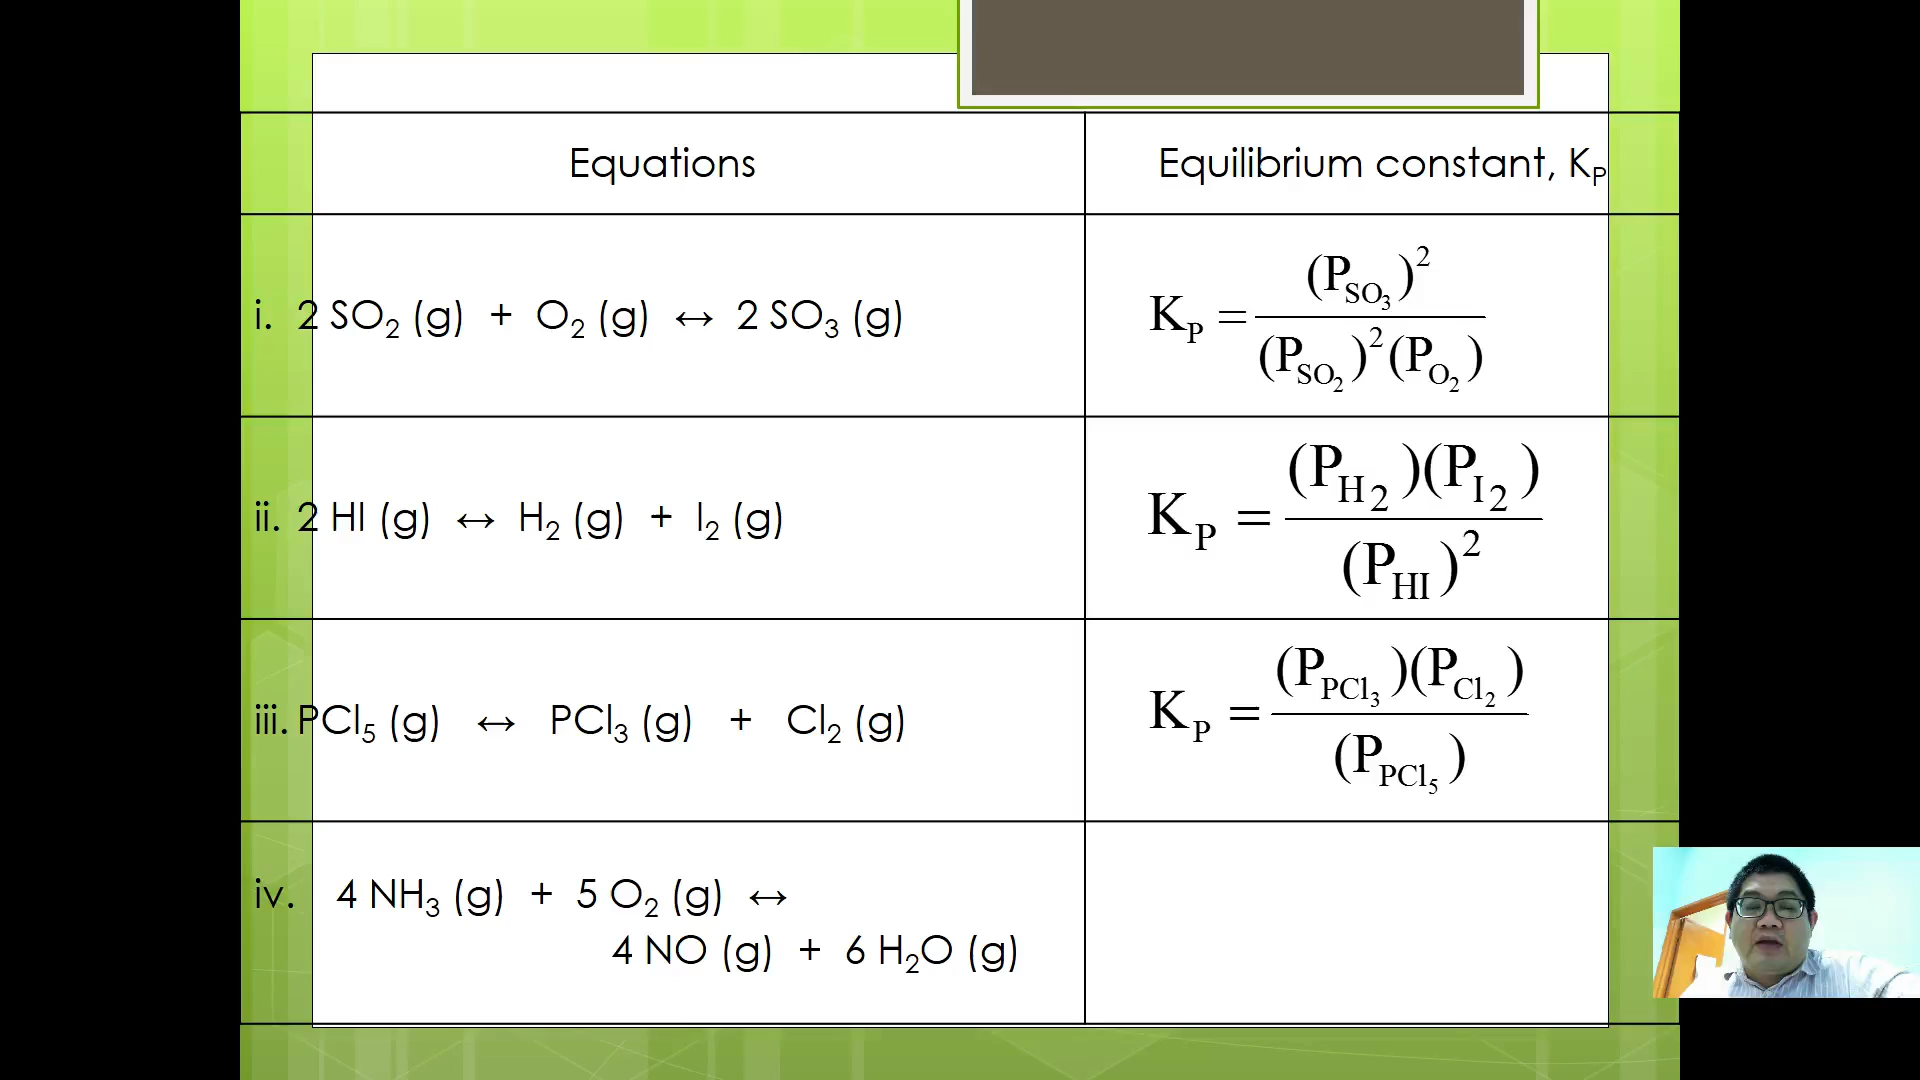 Equations
Equilibrium constant, K_P
i. 2 SO₂ (g) + O₂ (g) ↔ 2 SO₃ (g)
K_P = (P_SO₃)² / (P_SO₂)² (P_O₂)
ii. 2 HI (g) ↔ H₂ (g) + I₂ (g)
K_P = (P_H₂)(P_I₂) / (P_HI)²
iii. PCl₅ (g) ↔ PCl₃ (g) + Cl₂ (g)
K_P = (P_PCl₃)(P_Cl₂) / (P_PCl₅)
iv. 4 NH₃ (g) + 5 O₂ (g) ↔
4 NO (g) + 6 H₂O (g)